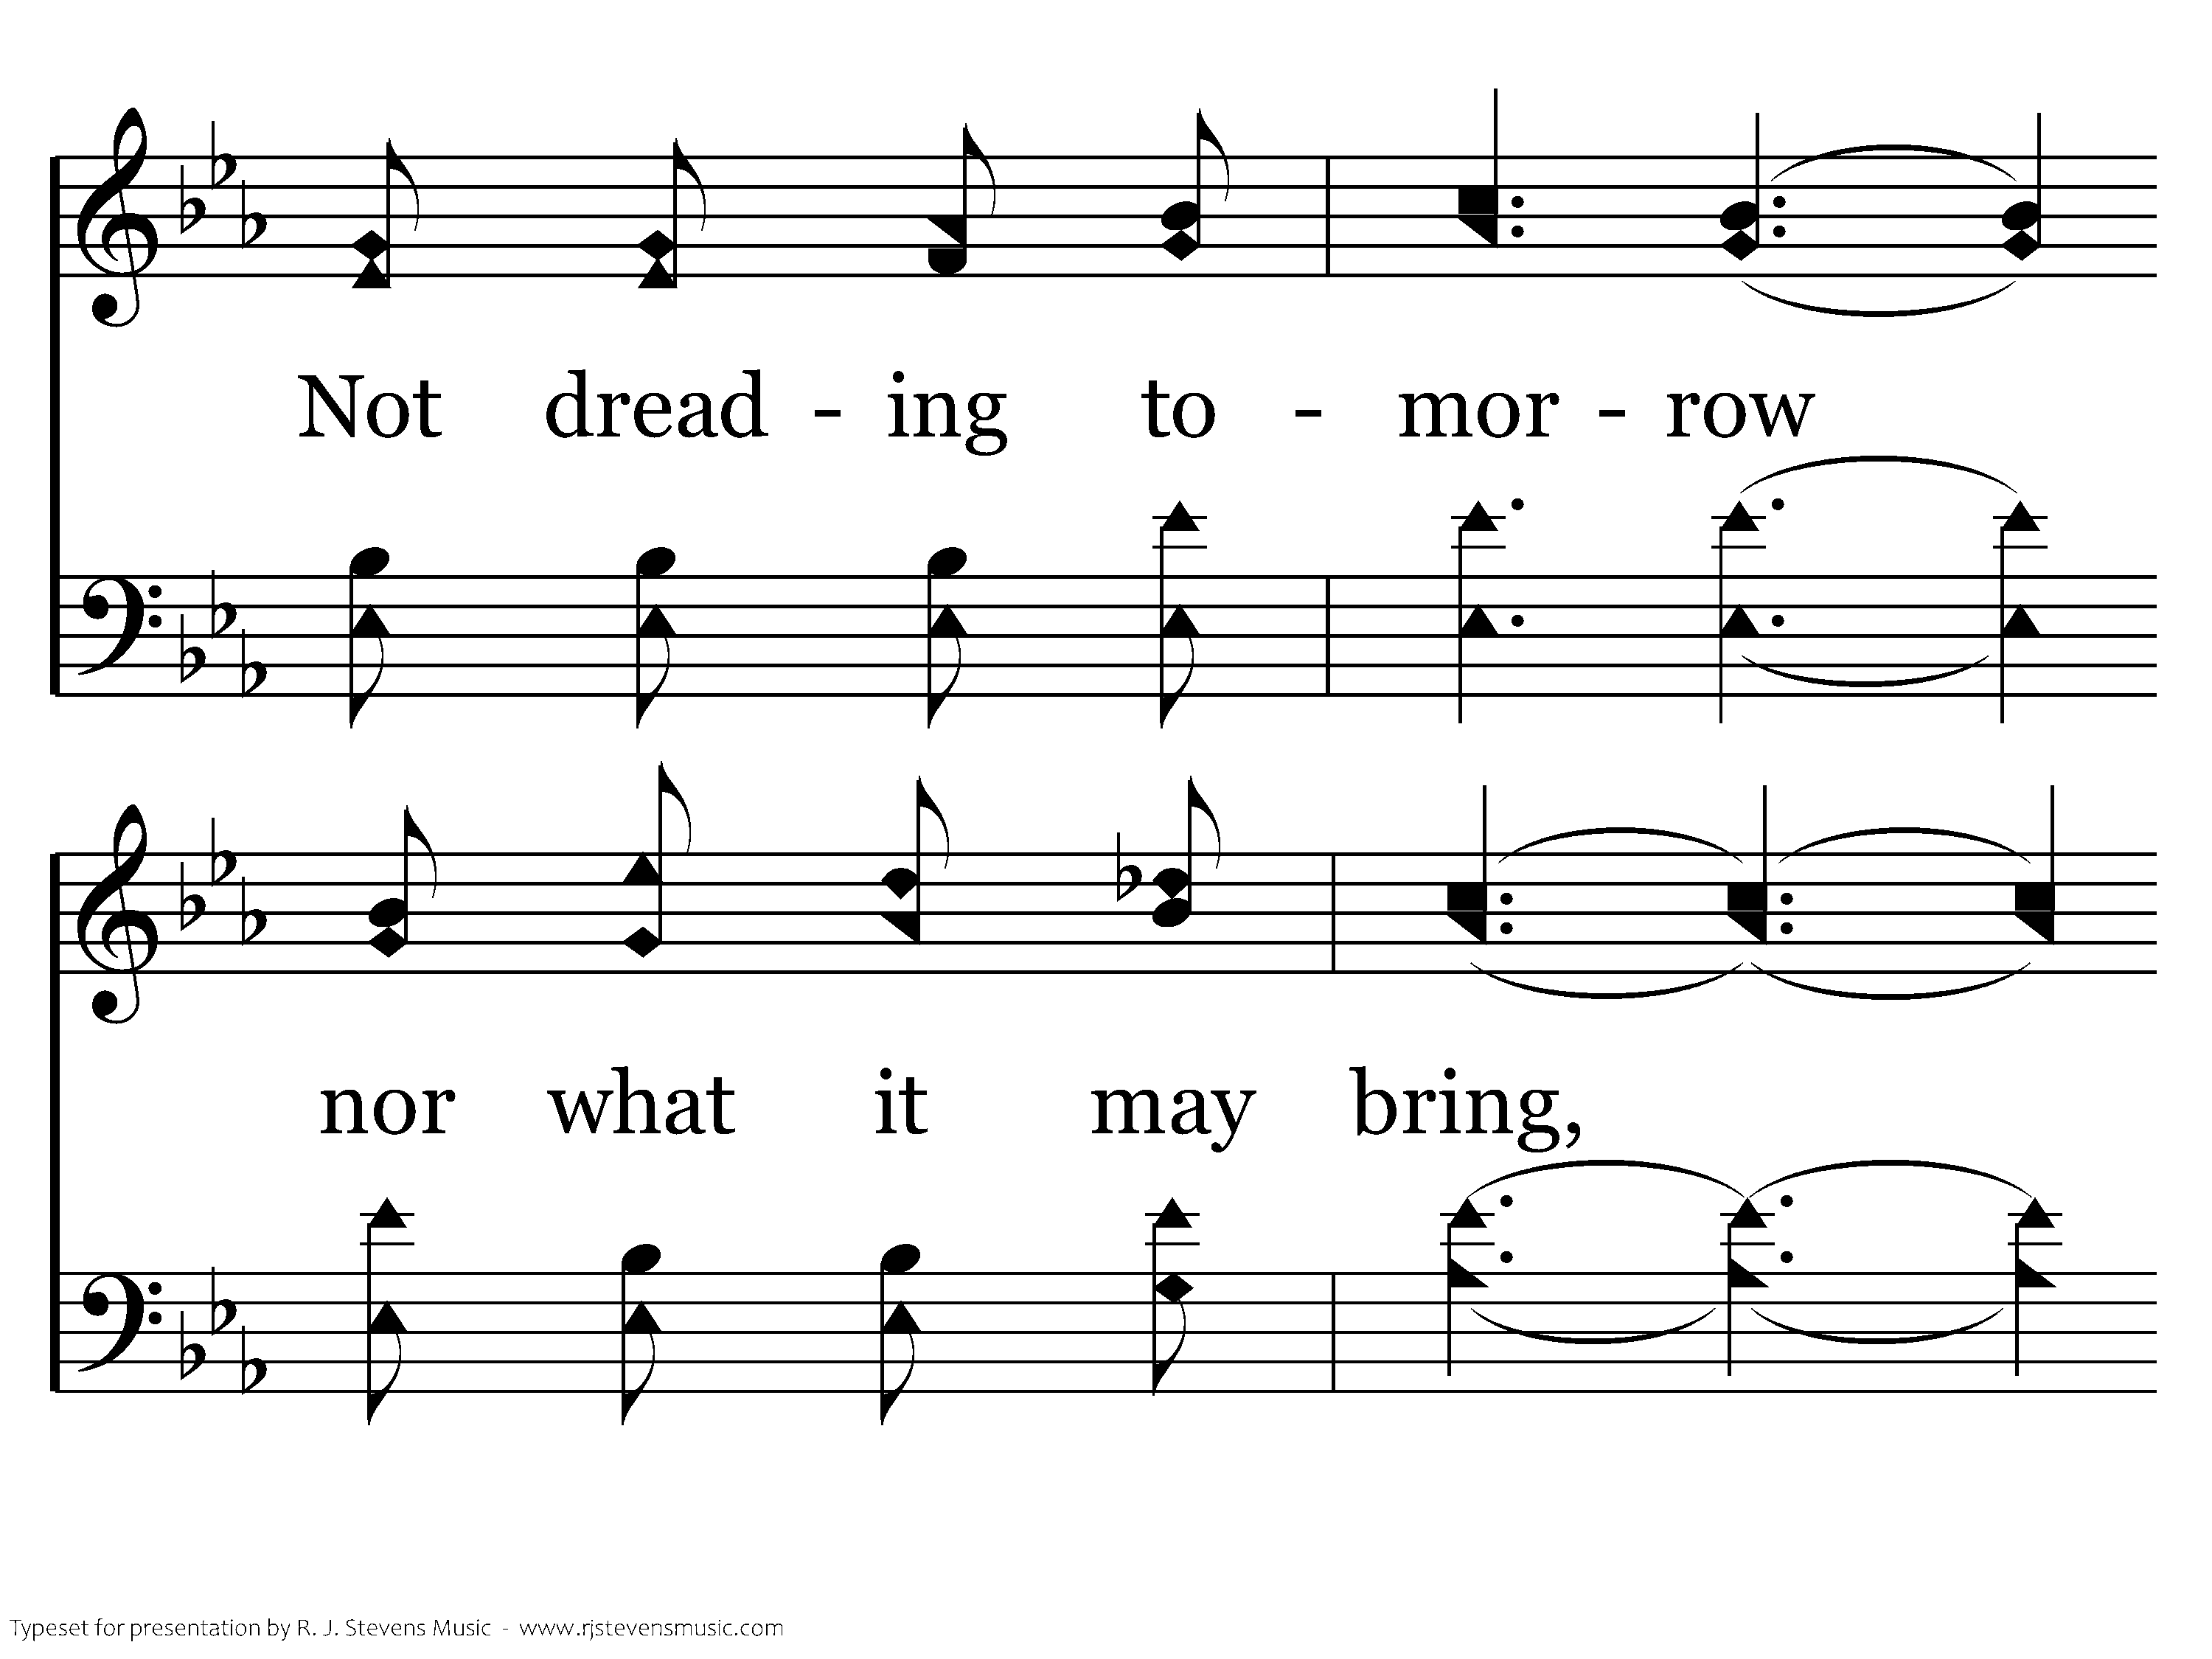 Not dread - ing to - mor - row
nor what it may bring,
Typeset for presentation by R. J. Stevens Music - www.rjstevensmusic.com